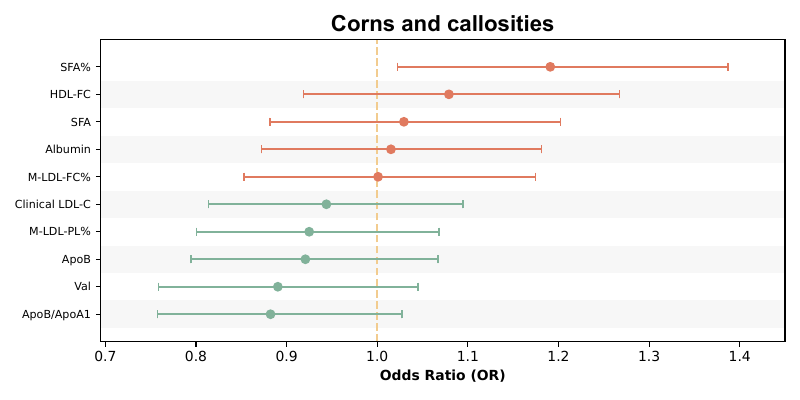 Corns and callosities
SFA%
HDL-FC
SFA
Albumin
M-LDL-FC%
Clinical LDL-C
M-LDL-PL%
ApoB
Val
ApoB/ApoA1
0.7 0.8 0.9 1.0 1.1 1.2 1.3 1.4
Odds Ratio (OR)